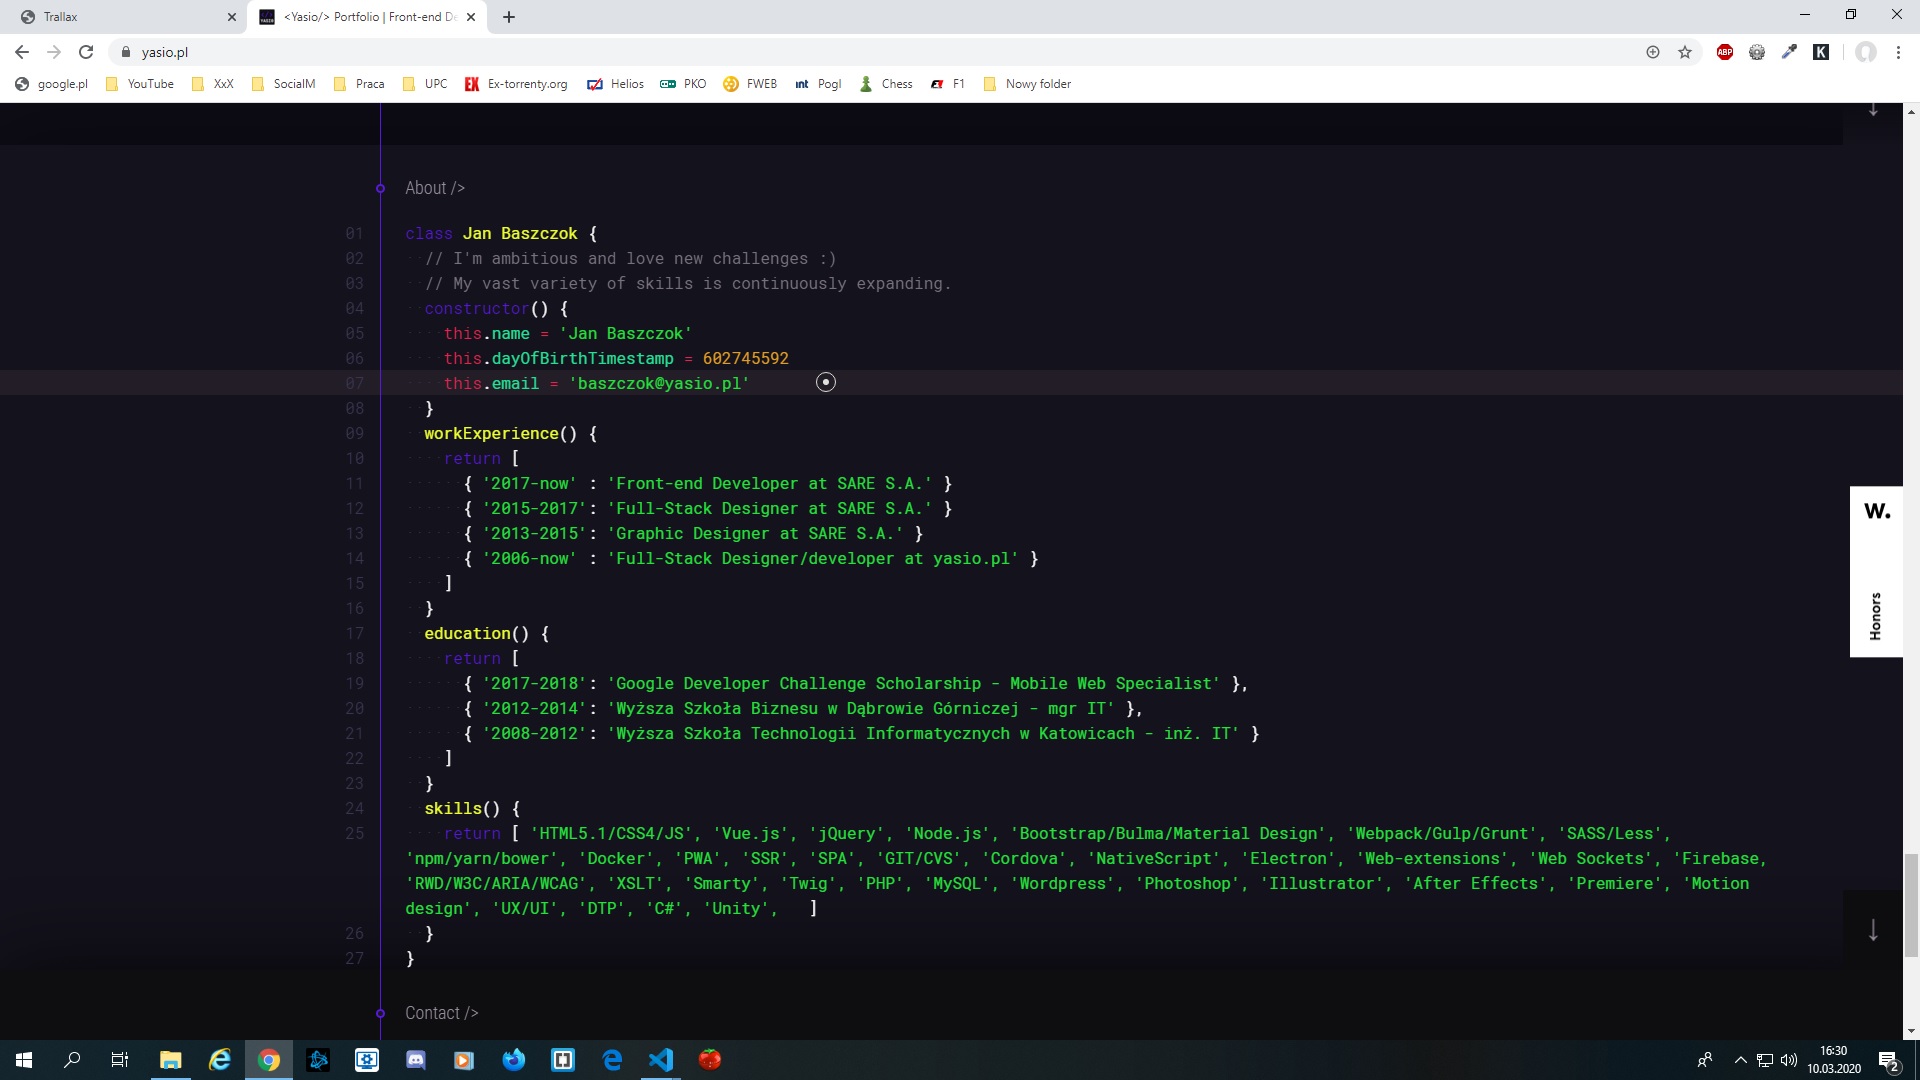 Trallax
<Yasio/> Portfolio | Front-end De
yasio.pl
ABP
K
google.pl YouTube XxX SocialM Praca UPC EX Ex-torrenty.org Helios PKO FWEB int Pogl Chess F1 Nowy folder
About />
01 class Jan Baszczok {
02 // I'm ambitious and love new challenges :)
03 // My vast variety of skills is continuously expanding.
04 constructor() {
05 this.name = 'Jan Baszczok'
06 this.dayOfBirthTimestamp = 602745592
07 this.email = 'baszczok@yasio.pl'
08 }
09 workExperience() {
10 return [
11 { '2017-now' : 'Front-end Developer at SARE S.A.' }
12 { '2015-2017': 'Full-Stack Designer at SARE S.A.' }
13 { '2013-2015': 'Graphic Designer at SARE S.A.' }
14 { '2006-now' : 'Full-Stack Designer/developer at yasio.pl' }
15 ]
16 }
17 education() {
18 return [
19 { '2017-2018': 'Google Developer Challenge Scholarship - Mobile Web Specialist' },
20 { '2012-2014': 'Wyższa Szkoła Biznesu w Dąbrowie Górniczej - mgr IT' },
21 { '2008-2012': 'Wyższa Szkoła Technologii Informatycznych w Katowicach - inż. IT' }
22 ]
23 }
24 skills() {
25 return [ 'HTML5.1/CSS4/JS', 'Vue.js', 'jQuery', 'Node.js', 'Bootstrap/Bulma/Material Design', 'Webpack/Gulp/Grunt', 'SASS/Less',
'npm/yarn/bower', 'Docker', 'PWA', 'SSR', 'SPA', 'GIT/CVS', 'Cordova', 'NativeScript', 'Electron', 'Web-extensions', 'Web Sockets', 'Firebase,
'RWD/W3C/ARIA/WCAG', 'XSLT', 'Smarty', 'Twig', 'PHP', 'MySQL', 'Wordpress', 'Photoshop', 'Illustrator', 'After Effects', 'Premiere', 'Motion
design', 'UX/UI', 'DTP', 'C#', 'Unity', ]
26 }
27 }
Contact />
W.
Honors
16:30
10.03.2020
2